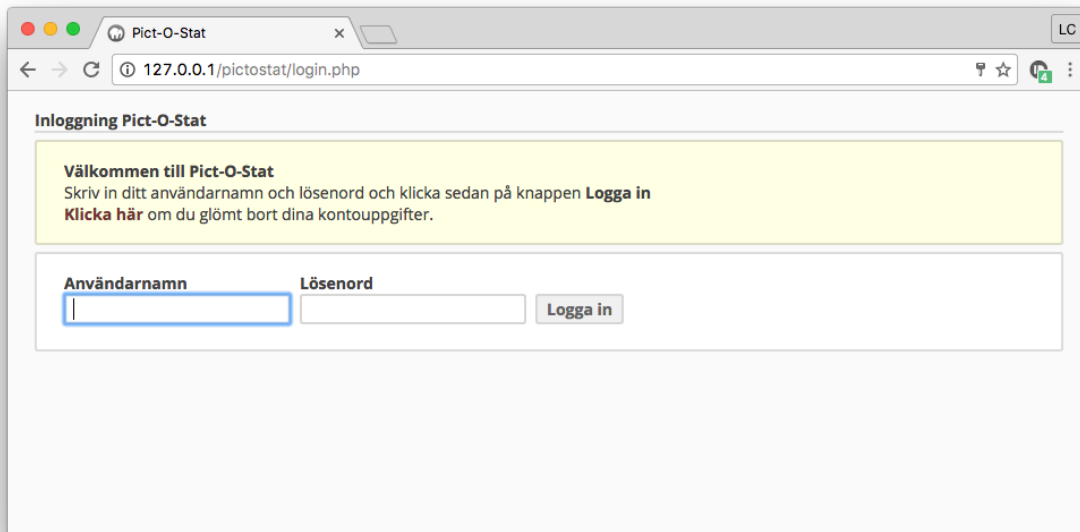 Pict-O-Stat
LC
127.0.0.1/pictostat/login.php
4
Inloggning Pict-O-Stat
Välkommen till Pict-O-Stat
Skriv in ditt användarnamn och lösenord och klicka sedan på knappen Logga in
Klicka här om du glömt bort dina kontouppgifter.
Användarnamn Lösenord
Logga in